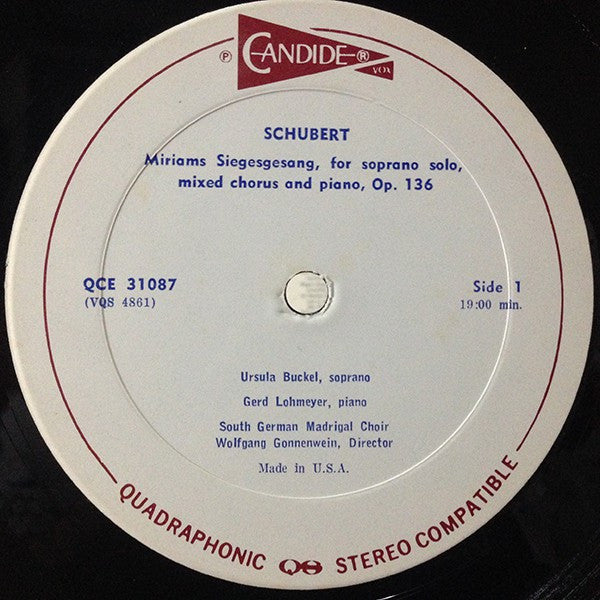 ℗ CANDIDE ®
VOX
SCHUBERT
Miriams Siegesgesang, for soprano solo,
mixed chorus and piano, Op. 136
QCE 31087
(VQS 4861)
Side 1
19:00 min.
Ursula Buckel, soprano
Gerd Lohmeyer, piano
South German Madrigal Choir
Wolfgang Gonnenwein, Director
Made in U.S.A.
QUADRAPHONIC QS STEREO COMPATIBLE